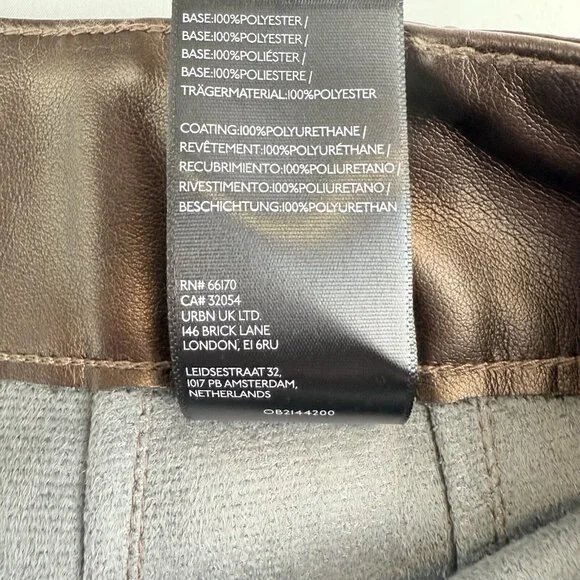 BASE:100%POLYESTER /
BASE:100%POLYESTER /
BASE:100%POLIÉSTER /
BASE:100%POLIESTERE /
TRÄGERMATERIAL:100%POLYESTER
COATING:100%POLYURETHANE /
REVÊTEMENT:100%POLYURÉTHANE /
RECUBRIMIENTO:100%POLIURETANO /
RIVESTIMENTO:100%POLIURETANO /
BESCHICHTUNG:100%POLYURETHAN
RN# 66170
CA# 32054
URBN UK LTD.
146 BRICK LANE
LONDON, E1 6RU
LEIDSESTRAAT 32,
1017 PB AMSTERDAM,
NETHERLANDS
OB2144200